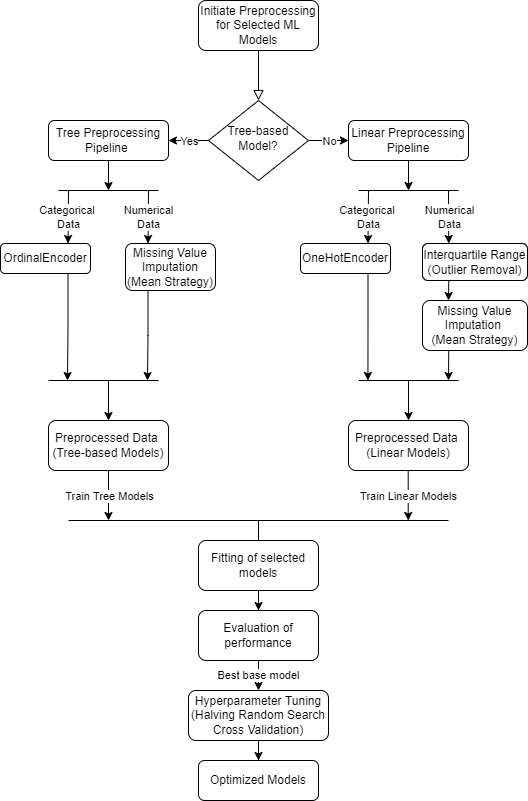 Initiate Preprocessing
for Selected ML
Models
Tree-based
Model?
Yes
No
Tree Preprocessing
Pipeline
Linear Preprocessing
Pipeline
Categorical
Data
Numerical
Data
Categorical
Data
Numerical
Data
OrdinalEncoder
Missing Value
Imputation
(Mean Strategy)
OneHotEncoder
Interquartile Range
(Outlier Removal)
Missing Value
Imputation
(Mean Strategy)
Preprocessed Data
(Tree-based Models)
Preprocessed Data
(Linear Models)
Train Tree Models
Train Linear Models
Fitting of selected
models
Evaluation of
performance
Best base model
Hyperparameter Tuning
(Halving Random Search
Cross Validation)
Optimized Models